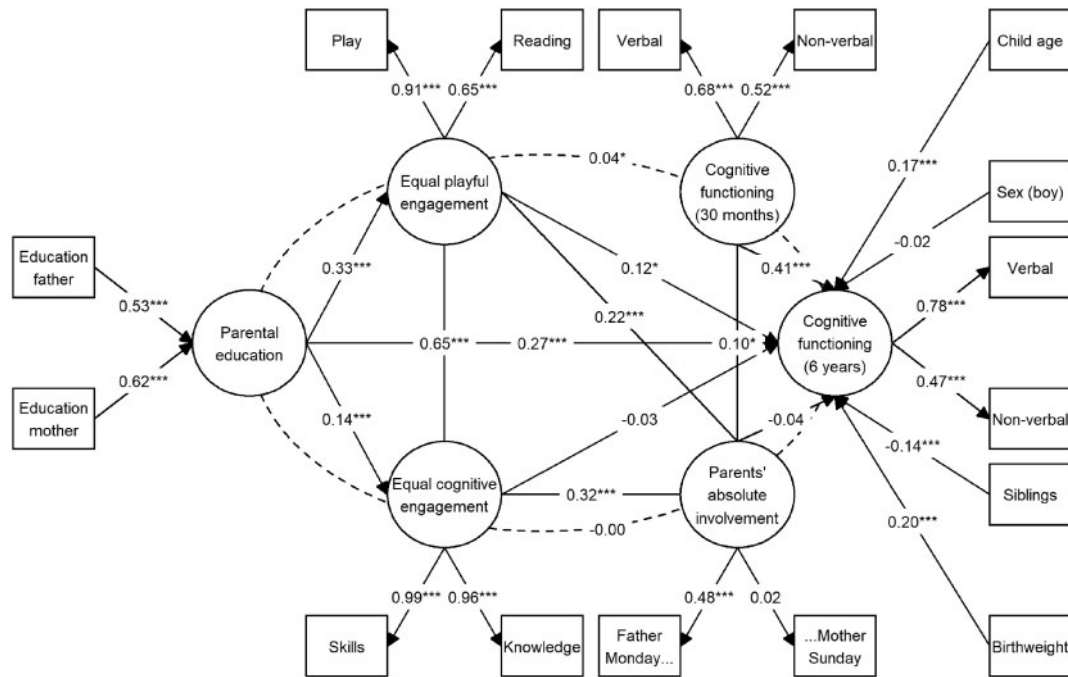 Play
Reading
Verbal
Non-verbal
Child age
0.91***
0.65***
0.68***
0.52***
0.04*
0.17***
Equal playful
engagement
Cognitive
functioning
(30 months)
Sex (boy)
-0.02
Education
father
0.33***
0.12*
0.41***
Verbal
0.53***
0.22***
0.78***
Parental
education
0.65***
0.27***
0.10*
Cognitive
functioning
(6 years)
0.62***
0.47***
Education
mother
0.14***
-0.03
-0.04
Non-verbal
-0.14***
Equal cognitive
engagement
0.32***
Parents'
absolute
involvement
Siblings
-0.00
0.20***
0.99***
0.96***
0.48***
0.02
Skills
Knowledge
Father
Monday...
...Mother
Sunday
Birthweight